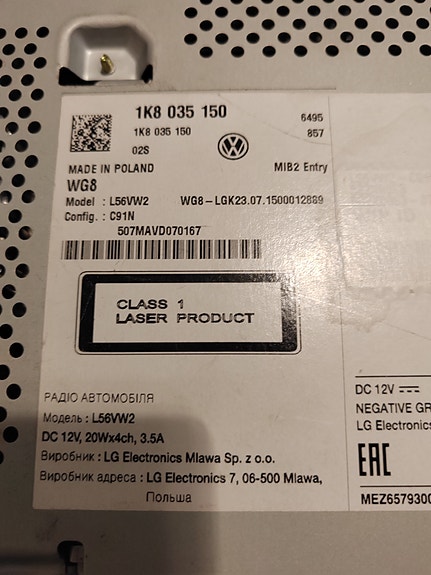 1K8 035 150
6495
1K8 035 150
857
02S
MADE IN POLAND
MIB2 Entry
WG8
Model : L56VW2
WG8-LGK23.07.1500012889
Config. : C91N
507MAVD070167
CLASS 1
LASER PRODUCT
РАДІО АВТОМОБІЛЯ
Модель : L56VW2
DC 12V, 20Wx4ch, 3.5A
Виробник : LG Electronics Mlawa Sp. z o.o.
Виробник адреса : LG Electronics 7, 06-500 Mlawa,
Польша
DC 12V
NEGATIVE GR
LG Electronics
EAC
MEZ6579300